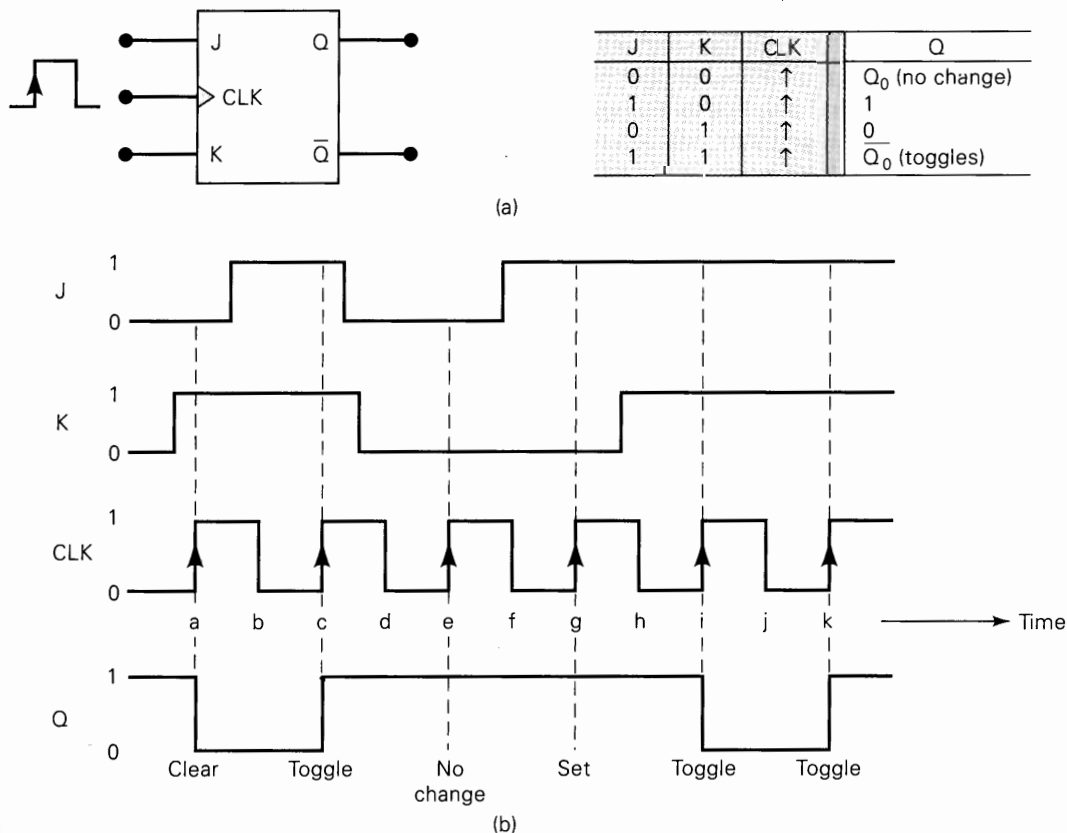 J Q
CLK
K Q̅
J K CLK Q
0 0 ↑ Q₀ (no change)
1 0 ↑ 1
0 1 ↑ 0
1 1 ↑ Q̅₀ (toggles)
(a)
1
J
0
1
K
0
1
CLK
0
a b c d e f g h i j k Time
1
Q
0
Clear Toggle No change Set Toggle Toggle
(b)